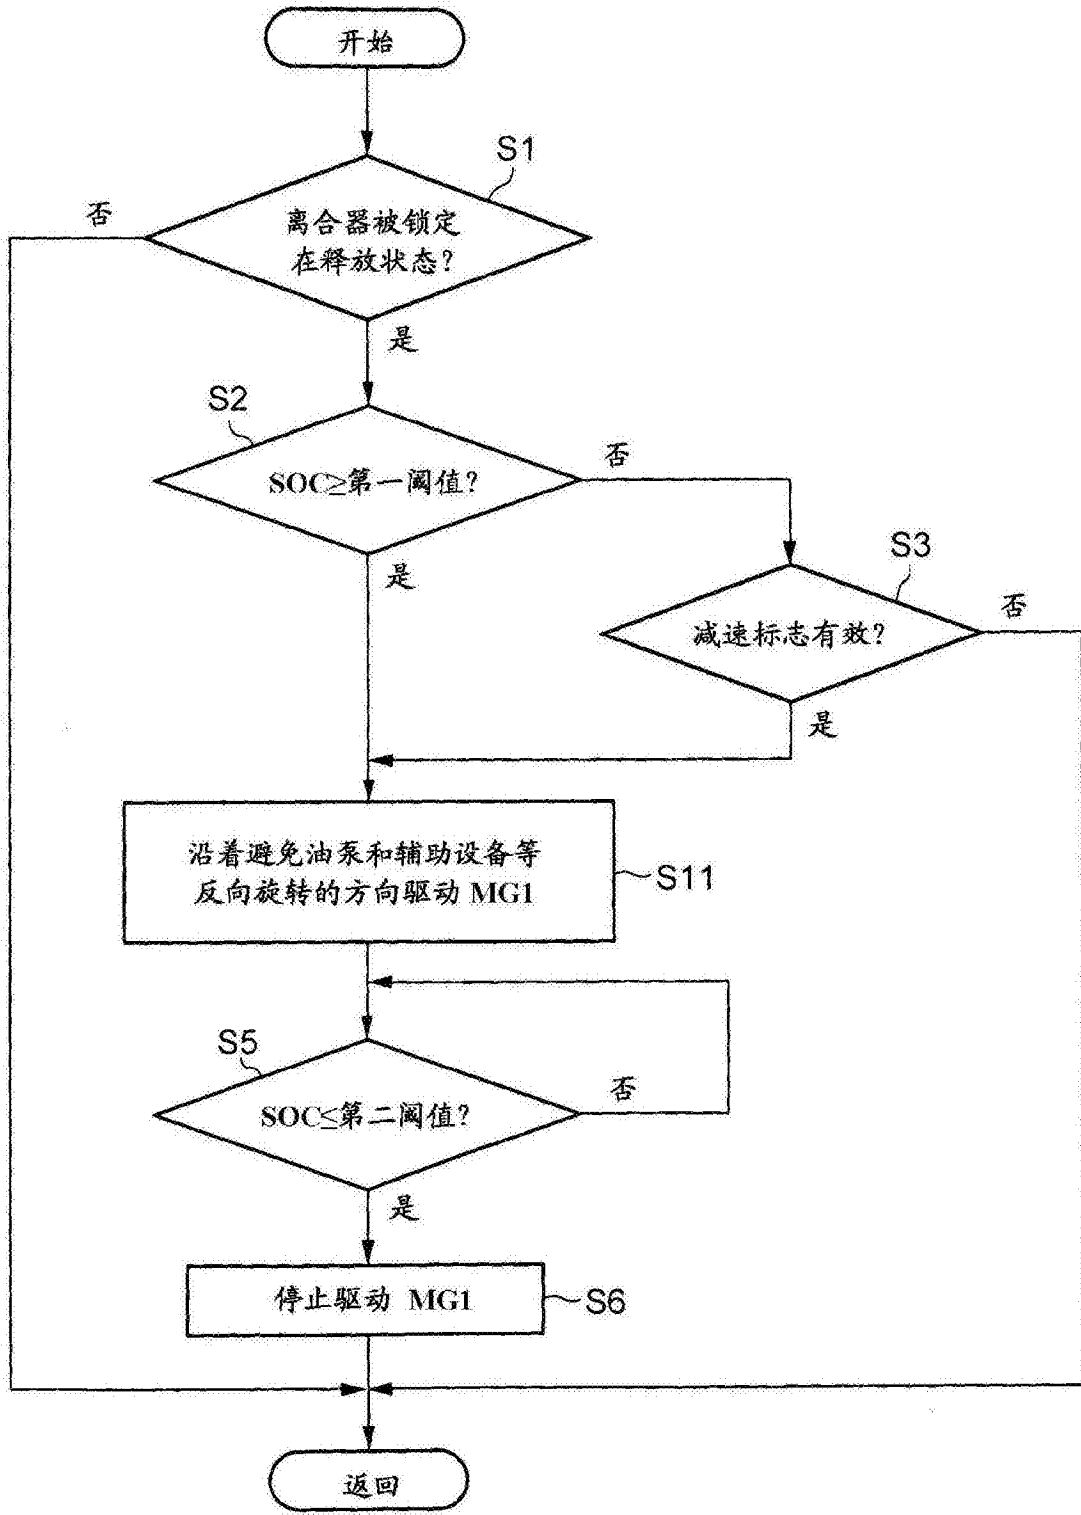 开始
S1
否
离合器被锁定
在释放状态？
是
S2
否
SOC≥第一阈值？
是
S3
否
减速标志有效？
是
沿着避免油泵和辅助设备等
反向旋转的方向驱动 MG1
S11
S5
SOC≤第二阈值？
否
是
停止驱动 MG1
S6
返回